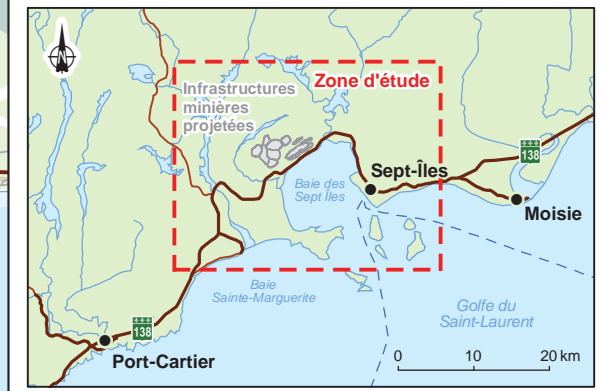 Zone d'étude
Infrastructures
minières
projetées
138
Sept-Îles
Baie des
Sept Îles
Moisie
Baie
Sainte-Marguerite
Golfe du
Saint-Laurent
138
Port-Cartier
0 10 20 km